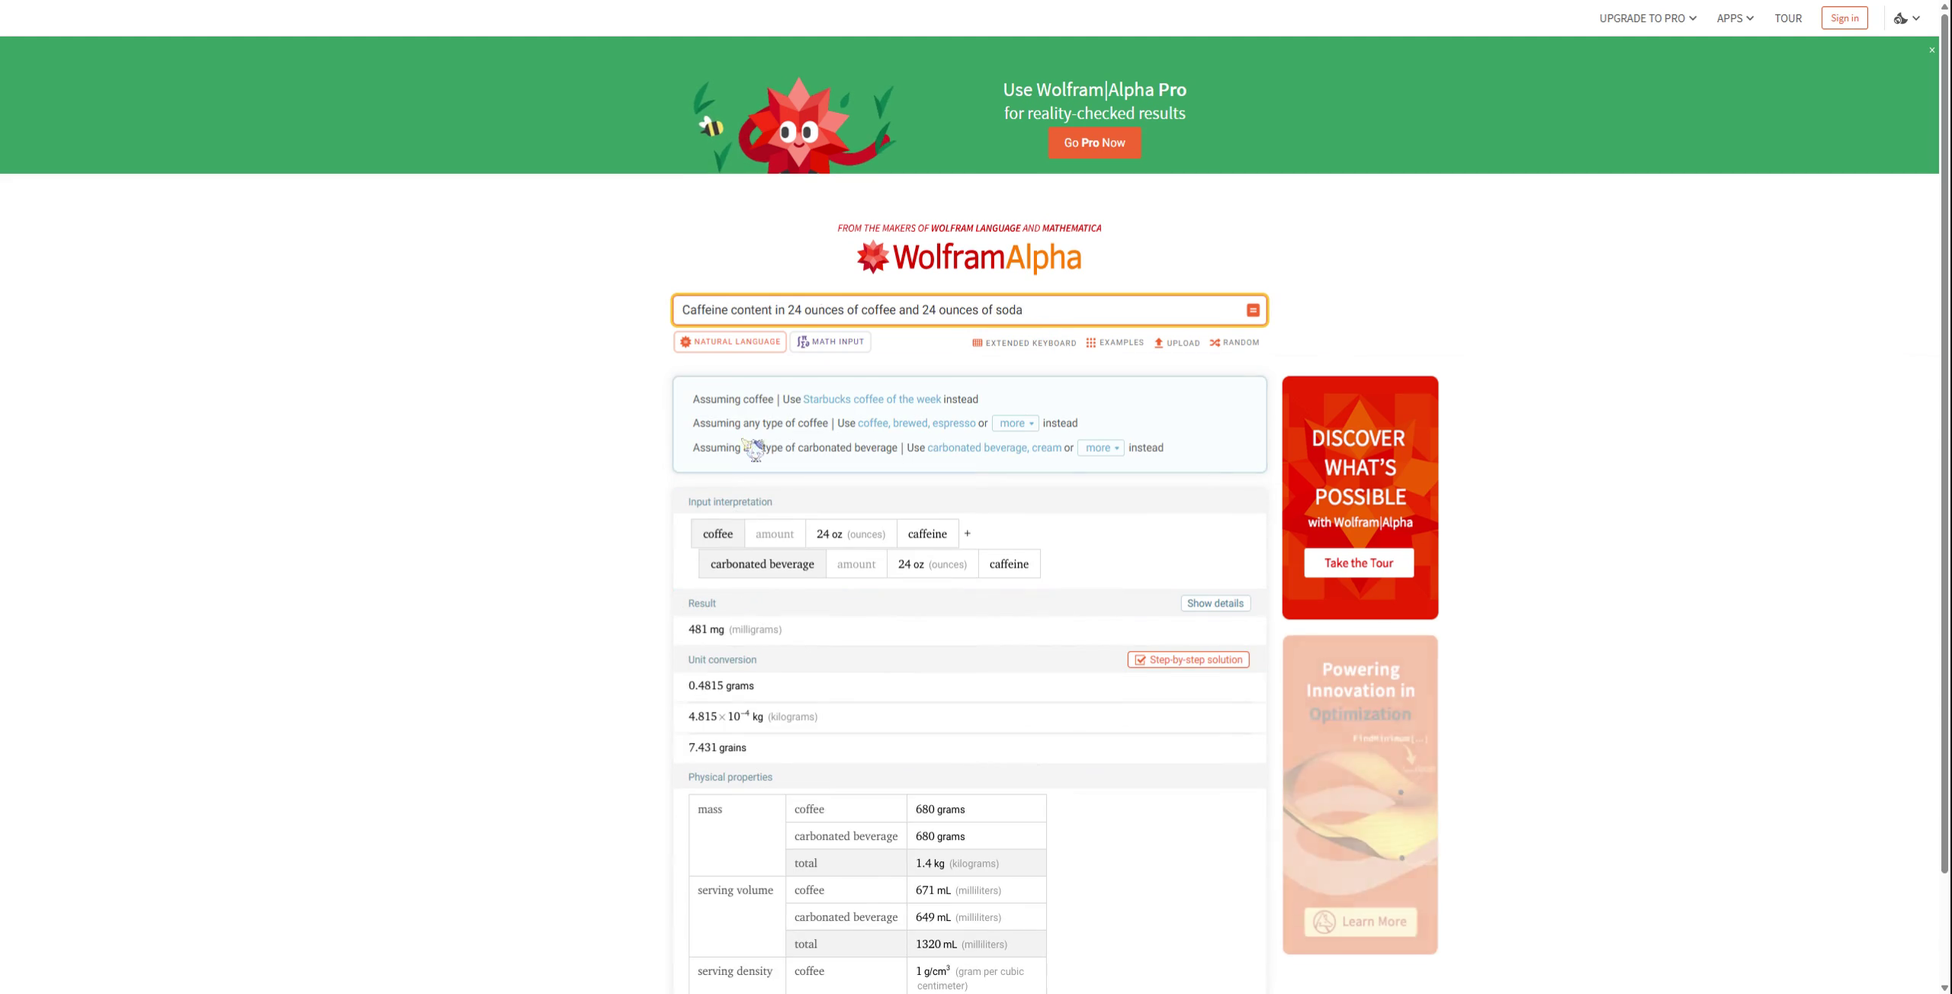 UPGRADE TO PRO
APPS
TOUR
Sign in
Use Wolfram|Alpha Pro
for reality-checked results
Go Pro Now
×
FROM THE MAKERS OF WOLFRAM LANGUAGE AND MATHEMATICA
WolframAlpha
Caffeine content in 24 ounces of coffee and 24 ounces of soda
NATURAL LANGUAGE
MATH INPUT
EXTENDED KEYBOARD
EXAMPLES
UPLOAD
RANDOM
Assuming coffee | Use Starbucks coffee of the week instead
Assuming any type of coffee | Use coffee, brewed, espresso or more instead
Assuming type of carbonated beverage | Use carbonated beverage, cream or more instead
Input interpretation
coffee amount 24 oz (ounces) caffeine +
carbonated beverage amount 24 oz (ounces) caffeine
Result
Show details
481 mg (milligrams)
Unit conversion
Step-by-step solution
0.4815 grams
4.815×10⁻⁴ kg (kilograms)
7.431 grains
Physical properties
mass coffee 680 grams
carbonated beverage 680 grams
total 1.4 kg (kilograms)
serving volume coffee 671 mL (milliliters)
carbonated beverage 649 mL (milliliters)
total 1320 mL (milliliters)
serving density coffee 1 g/cm³ (gram per cubic
centimeter)
DISCOVER
WHAT'S
POSSIBLE
with Wolfram|Alpha
Take the Tour
Powering
Innovation in
Optimization
Learn More